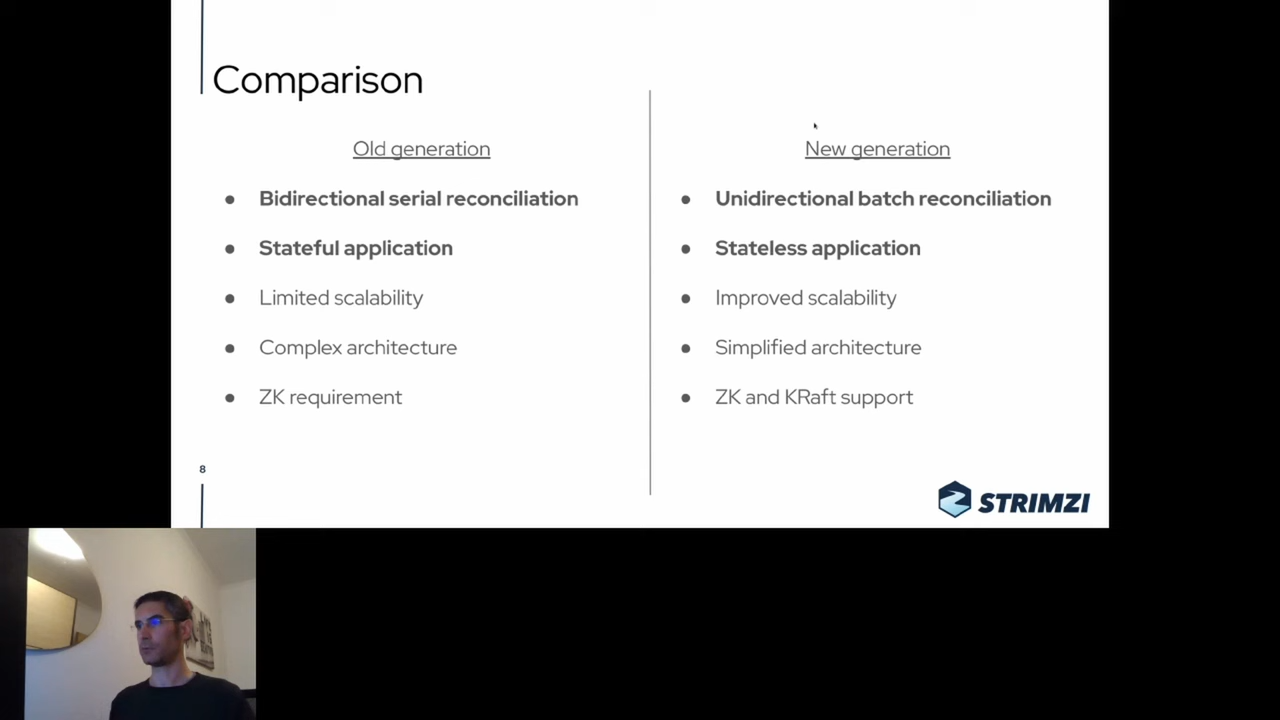 Comparison
Old generation
Bidirectional serial reconciliation
Stateful application
Limited scalability
Complex architecture
ZK requirement
New generation
Unidirectional batch reconciliation
Stateless application
Improved scalability
Simplified architecture
ZK and KRaft support
8
STRIMZI